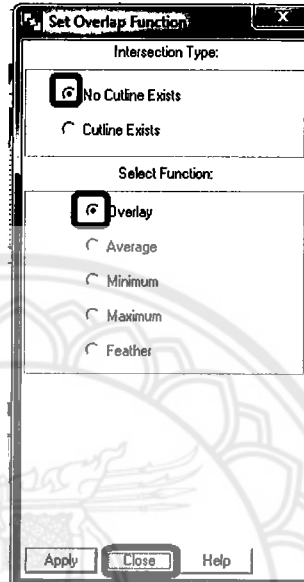 Set Overlap Function
X
Intersection Type:
No Cutline Exists
Cutline Exists
Select Function:
Overlay
Average
Minimum
Maximum
Feather
Apply Close Help